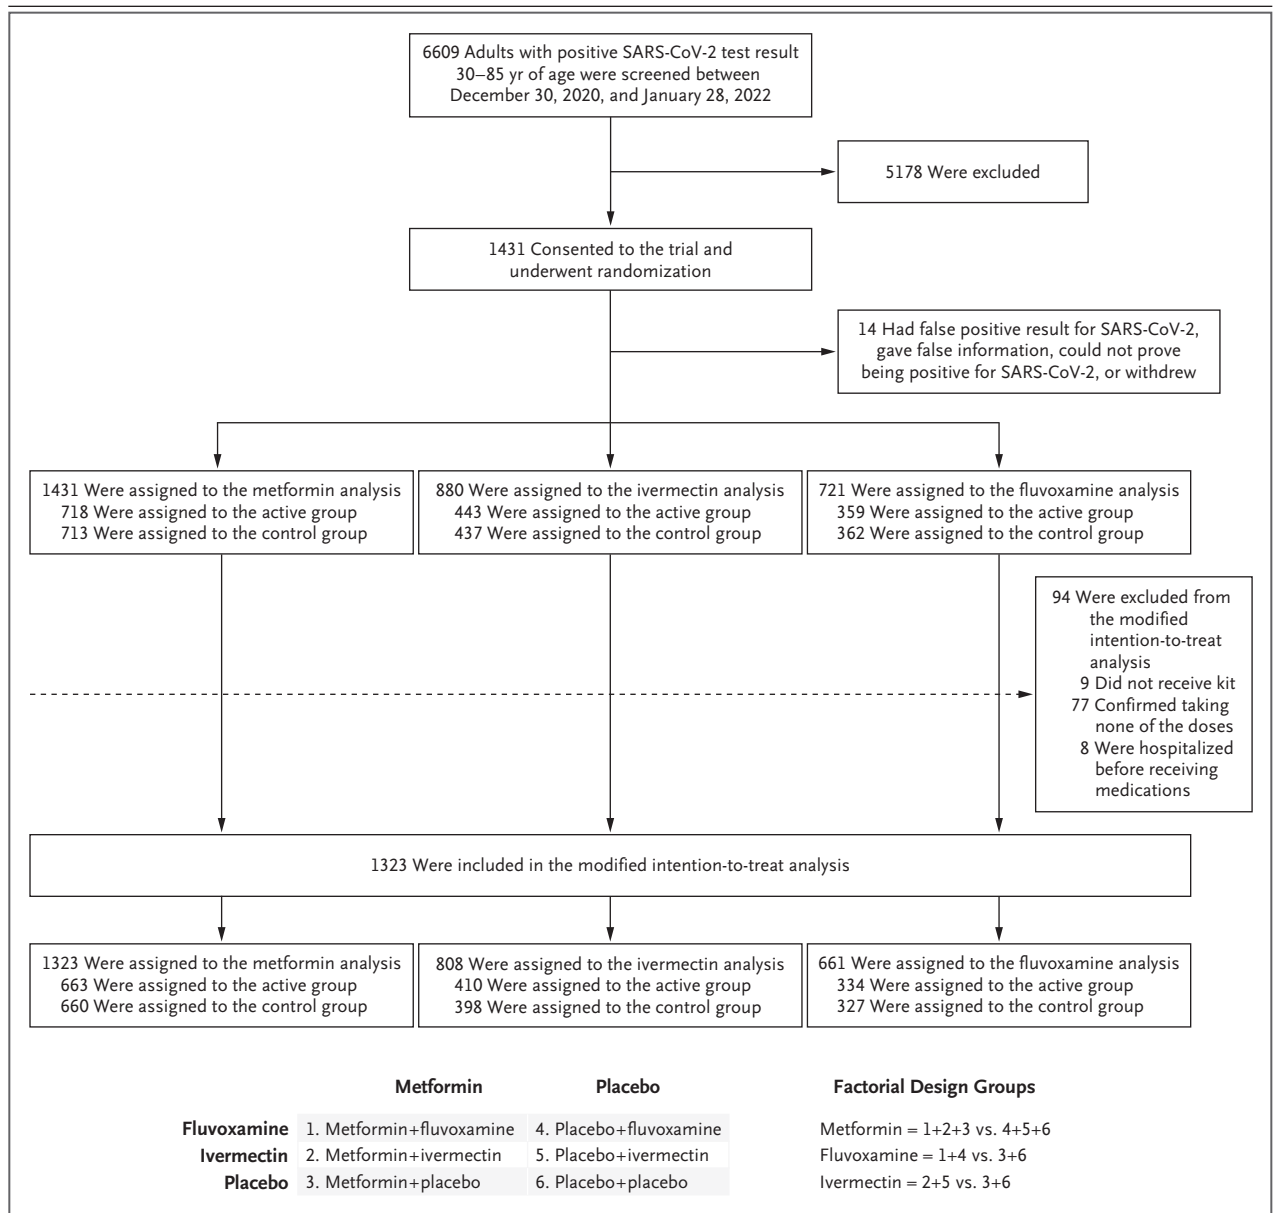 6609 Adults with positive SARS-CoV-2 test result
30–85 yr of age were screened between
December 30, 2020, and January 28, 2022
5178 Were excluded
1431 Consented to the trial and
underwent randomization
14 Had false positive result for SARS-CoV-2,
gave false information, could not prove
being positive for SARS-CoV-2, or withdrew
1431 Were assigned to the metformin analysis
718 Were assigned to the active group
713 Were assigned to the control group
880 Were assigned to the ivermectin analysis
443 Were assigned to the active group
437 Were assigned to the control group
721 Were assigned to the fluvoxamine analysis
359 Were assigned to the active group
362 Were assigned to the control group
94 Were excluded from
the modified
intention-to-treat
analysis
9 Did not receive kit
77 Confirmed taking
none of the doses
8 Were hospitalized
before receiving
medications
1323 Were included in the modified intention-to-treat analysis
1323 Were assigned to the metformin analysis
663 Were assigned to the active group
660 Were assigned to the control group
808 Were assigned to the ivermectin analysis
410 Were assigned to the active group
398 Were assigned to the control group
661 Were assigned to the fluvoxamine analysis
334 Were assigned to the active group
327 Were assigned to the control group
Metformin Placebo
Fluvoxamine 1. Metformin+fluvoxamine 4. Placebo+fluvoxamine
Ivermectin 2. Metformin+ivermectin 5. Placebo+ivermectin
Placebo 3. Metformin+placebo 6. Placebo+placebo
Factorial Design Groups
Metformin = 1+2+3 vs. 4+5+6
Fluvoxamine = 1+4 vs. 3+6
Ivermectin = 2+5 vs. 3+6